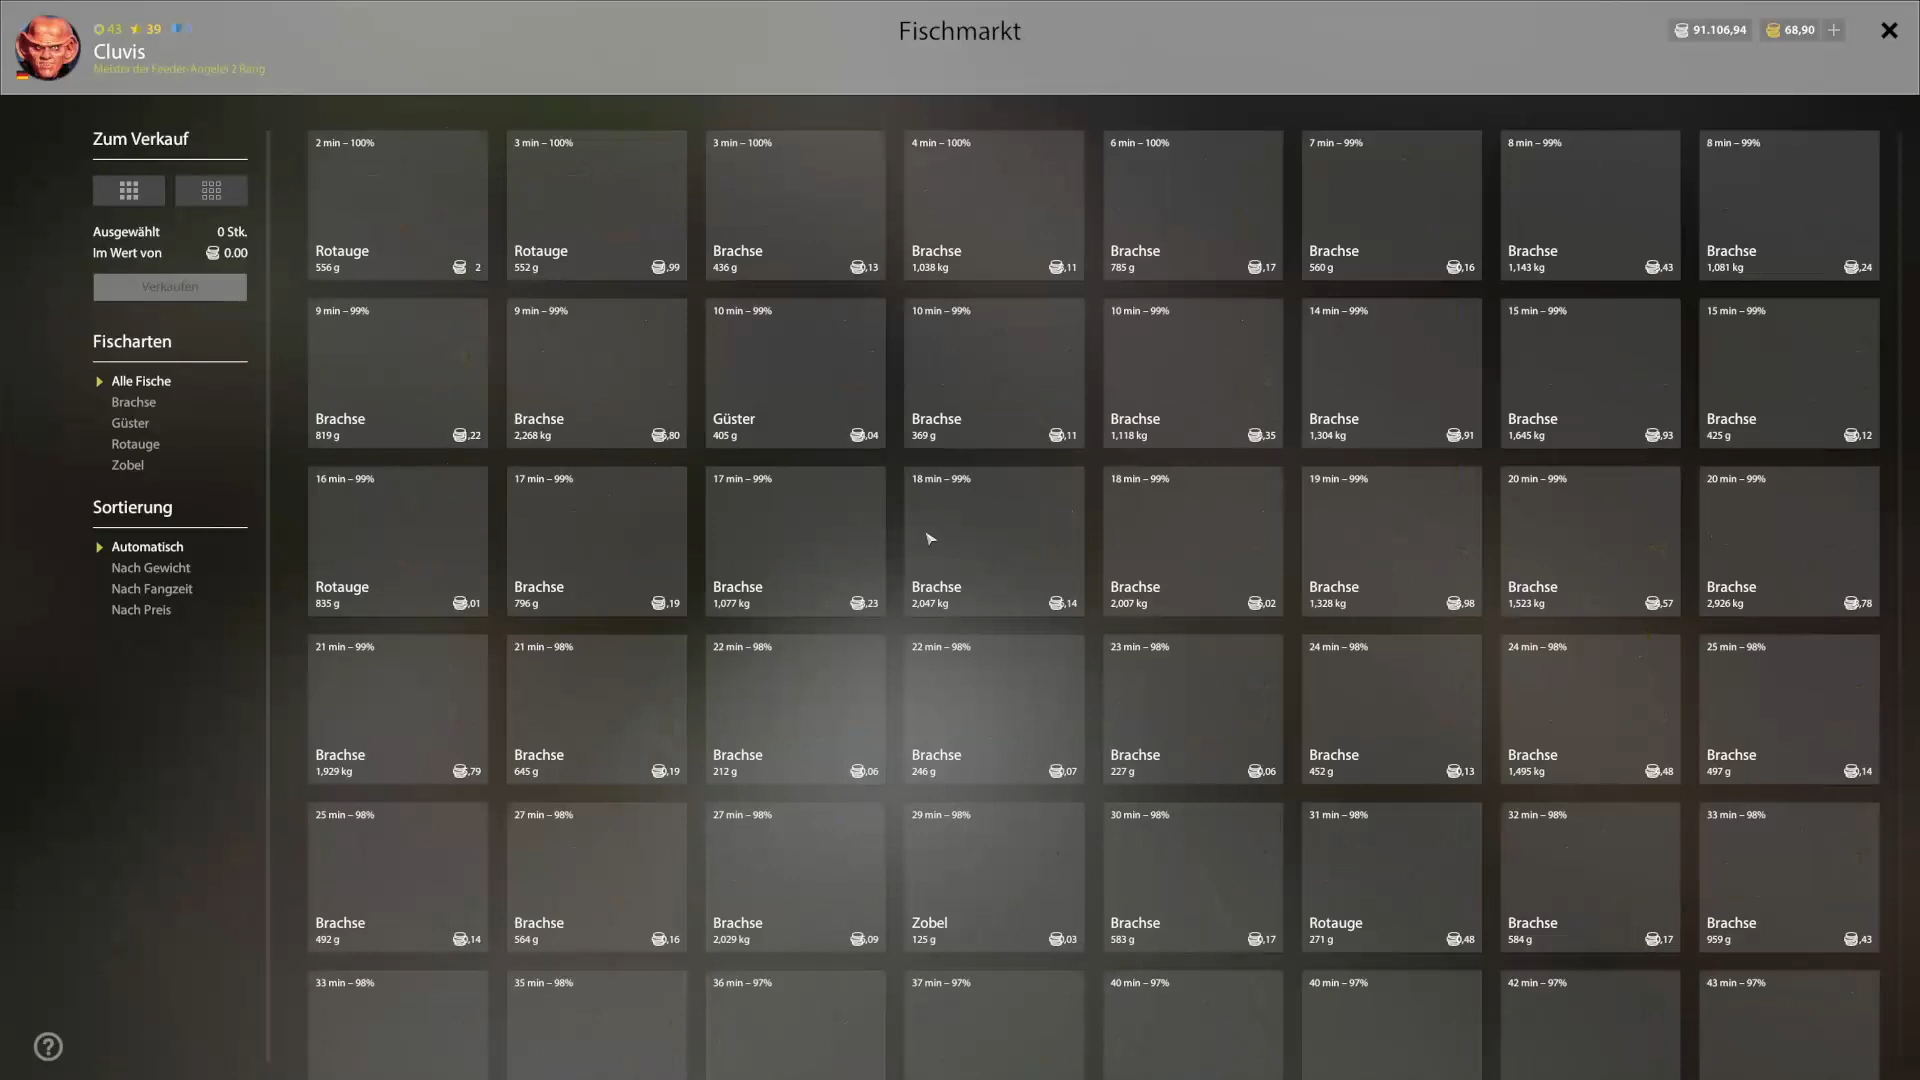 43 39
Fischmarkt
91.106,94
68,90
Cluvis
Meister der Feeder-Angelei 2 Rang
Zum Verkauf
Ausgewählt 0 Stk.
Im Wert von 0.00
Verkaufen
Fischarten
Alle Fische
Brachse
Güster
Rotauge
Zobel
Sortierung
Automatisch
Nach Gewicht
Nach Fangzeit
Nach Preis
2 min – 100% 3 min – 100% 3 min – 100% 4 min – 100% 6 min – 100% 7 min – 99% 8 min – 99% 8 min – 99%
Rotauge Rotauge Brachse Brachse Brachse Brachse Brachse Brachse
556 g 2 552 g ,99 436 g ,13 1,038 kg ,11 785 g ,17 560 g ,16 1,143 kg ,43 1,081 kg ,24
9 min – 99% 9 min – 99% 10 min – 99% 10 min – 99% 10 min – 99% 14 min – 99% 15 min – 99% 15 min – 99%
Brachse Brachse Güster Brachse Brachse Brachse Brachse Brachse
819 g ,22 2,268 kg ,80 405 g ,04 369 g ,11 1,118 kg ,35 1,304 kg ,91 1,645 kg ,93 425 g ,12
16 min – 99% 17 min – 99% 17 min – 99% 18 min – 99% 18 min – 99% 19 min – 99% 20 min – 99% 20 min – 99%
Rotauge Brachse Brachse Brachse Brachse Brachse Brachse Brachse
835 g ,01 796 g ,19 1,077 kg ,23 2,047 kg ,14 2,007 kg ,02 1,328 kg ,98 1,523 kg ,57 2,926 kg ,78
21 min – 99% 21 min – 98% 22 min – 98% 22 min – 98% 23 min – 98% 24 min – 98% 24 min – 98% 25 min – 98%
Brachse Brachse Brachse Brachse Brachse Brachse Brachse Brachse
1,929 kg ,79 645 g ,19 212 g ,06 246 g ,07 227 g ,06 452 g ,13 1,495 kg ,48 497 g ,14
25 min – 98% 27 min – 98% 27 min – 98% 29 min – 98% 30 min – 98% 31 min – 98% 32 min – 98% 33 min – 98%
Brachse Brachse Brachse Zobel Brachse Rotauge Brachse Brachse
492 g ,14 564 g ,16 2,029 kg ,09 125 g ,03 583 g ,17 271 g ,48 584 g ,17 959 g ,43
33 min – 98% 35 min – 98% 36 min – 97% 37 min – 97% 40 min – 97% 40 min – 97% 42 min – 97% 43 min – 97%